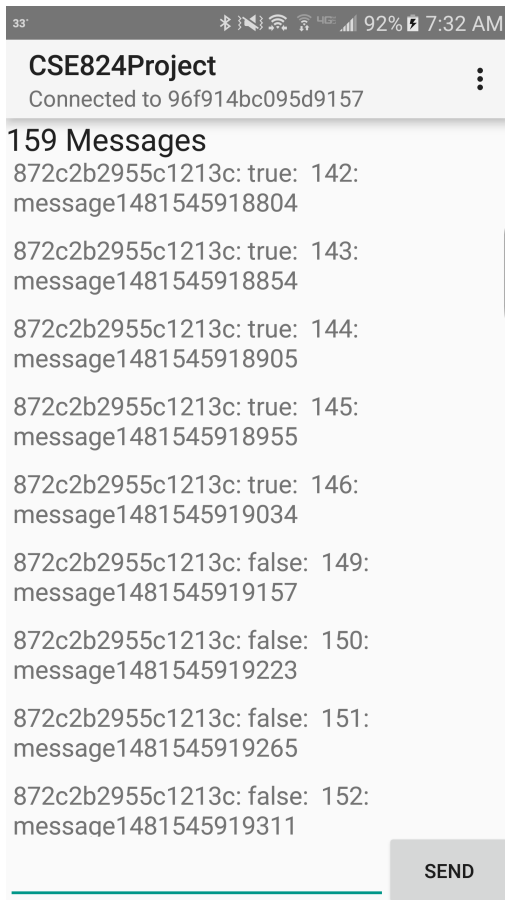 33°
4G 92% 7:32 AM
CSE824Project
Connected to 96f914bc095d9157
159 Messages
872c2b2955c1213c: true:  142:
message1481545918804
872c2b2955c1213c: true:  143:
message1481545918854
872c2b2955c1213c: true:  144:
message1481545918905
872c2b2955c1213c: true:  145:
message1481545918955
872c2b2955c1213c: true:  146:
message1481545919034
872c2b2955c1213c: false:  149:
message1481545919157
872c2b2955c1213c: false:  150:
message1481545919223
872c2b2955c1213c: false:  151:
message1481545919265
872c2b2955c1213c: false:  152:
message1481545919311
SEND